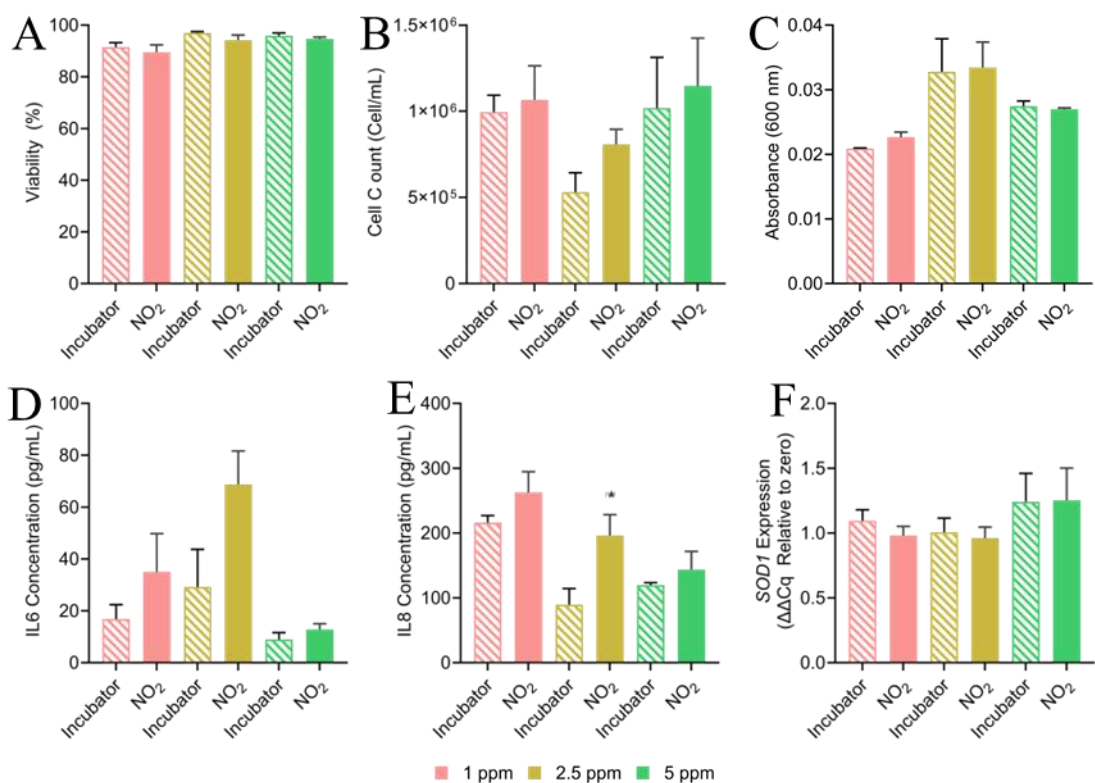 A
Viability (%)
100
80
60
40
20
0
Incubator
NO₂
Incubator
NO₂
Incubator
NO₂
B
Cell C ount (Cell/mL)
1.5×10⁶
1×10⁶
5×10⁵
0
Incubator
NO₂
Incubator
NO₂
Incubator
NO₂
C
Absorbance (600 nm)
0.04
0.03
0.02
0.01
0.00
Incubator
NO₂
Incubator
NO₂
Incubator
NO₂
D
IL6 Concentration (pg/mL)
100
80
60
40
20
0
Incubator
NO₂
Incubator
NO₂
Incubator
NO₂
E
IL8 Concentration (pg/mL)
400
300
200
100
0
*
Incubator
NO₂
Incubator
NO₂
Incubator
NO₂
F
SOD1 Expression
(ΔΔCq Relative to zero)
2.0
1.5
1.0
0.5
0.0
Incubator
NO₂
Incubator
NO₂
Incubator
NO₂
1 ppm
2.5 ppm
5 ppm